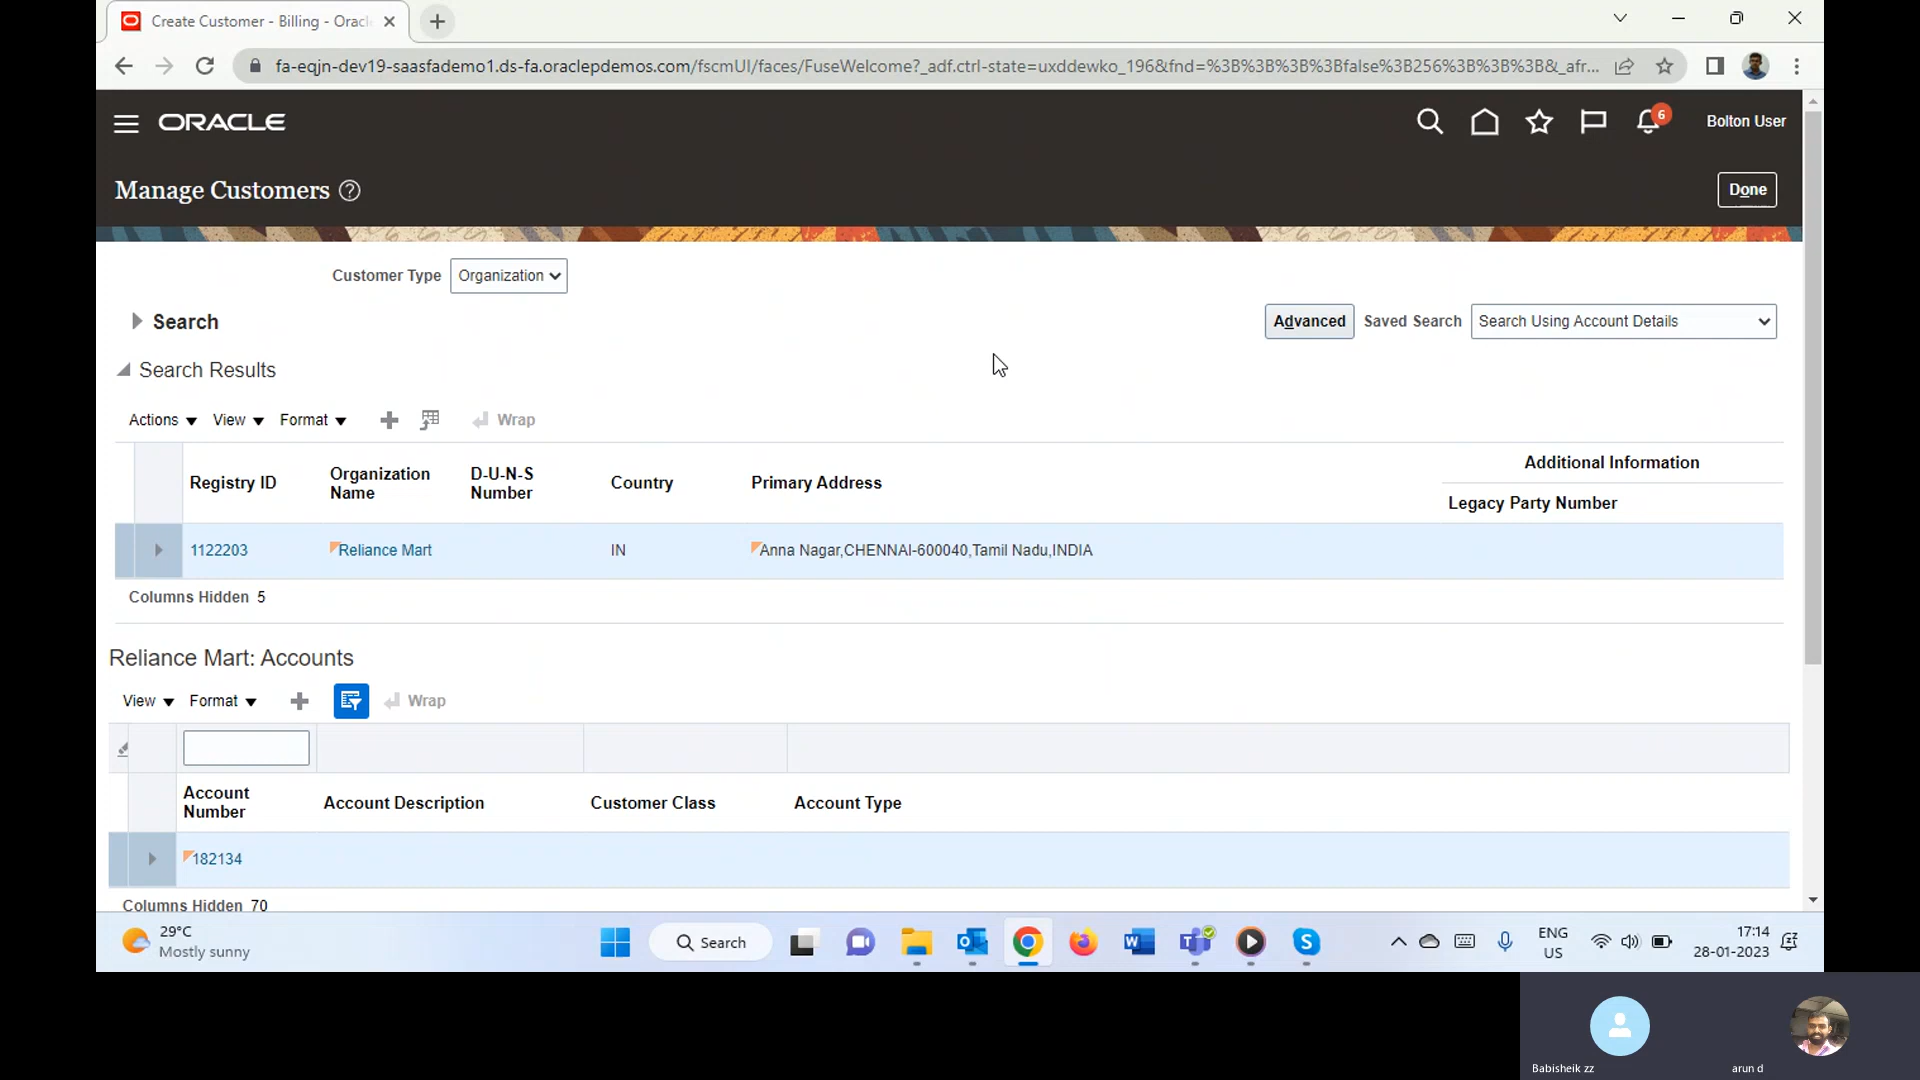 Create Customer - Billing - Oracl
fa-eqjn-dev19-saasfademo1.ds-fa.oraclepdemos.com/fscmUI/faces/FuseWelcome?_adf.ctrl-state=uxddewko_196&fnd=%3B%3B%3B%3Bfalse%3B256%3B%3B%3B&_afr...
ORACLE
6
Bolton User
Manage Customers
Done
Customer Type Organization
Search
Advanced Saved Search Search Using Account Details
Search Results
Actions View Format Wrap
Registry ID
Organization Name
D-U-N-S Number
Country
Primary Address
Additional Information
Legacy Party Number
1122203 Reliance Mart IN Anna Nagar,CHENNAI-600040,Tamil Nadu,INDIA
Columns Hidden 5
Reliance Mart: Accounts
View Format Wrap
Account Number
Account Description
Customer Class
Account Type
182134
Columns Hidden 70
29°C
Mostly sunny
Search
ENG
US
17:14
28-01-2023
Babisheik zz
arun d